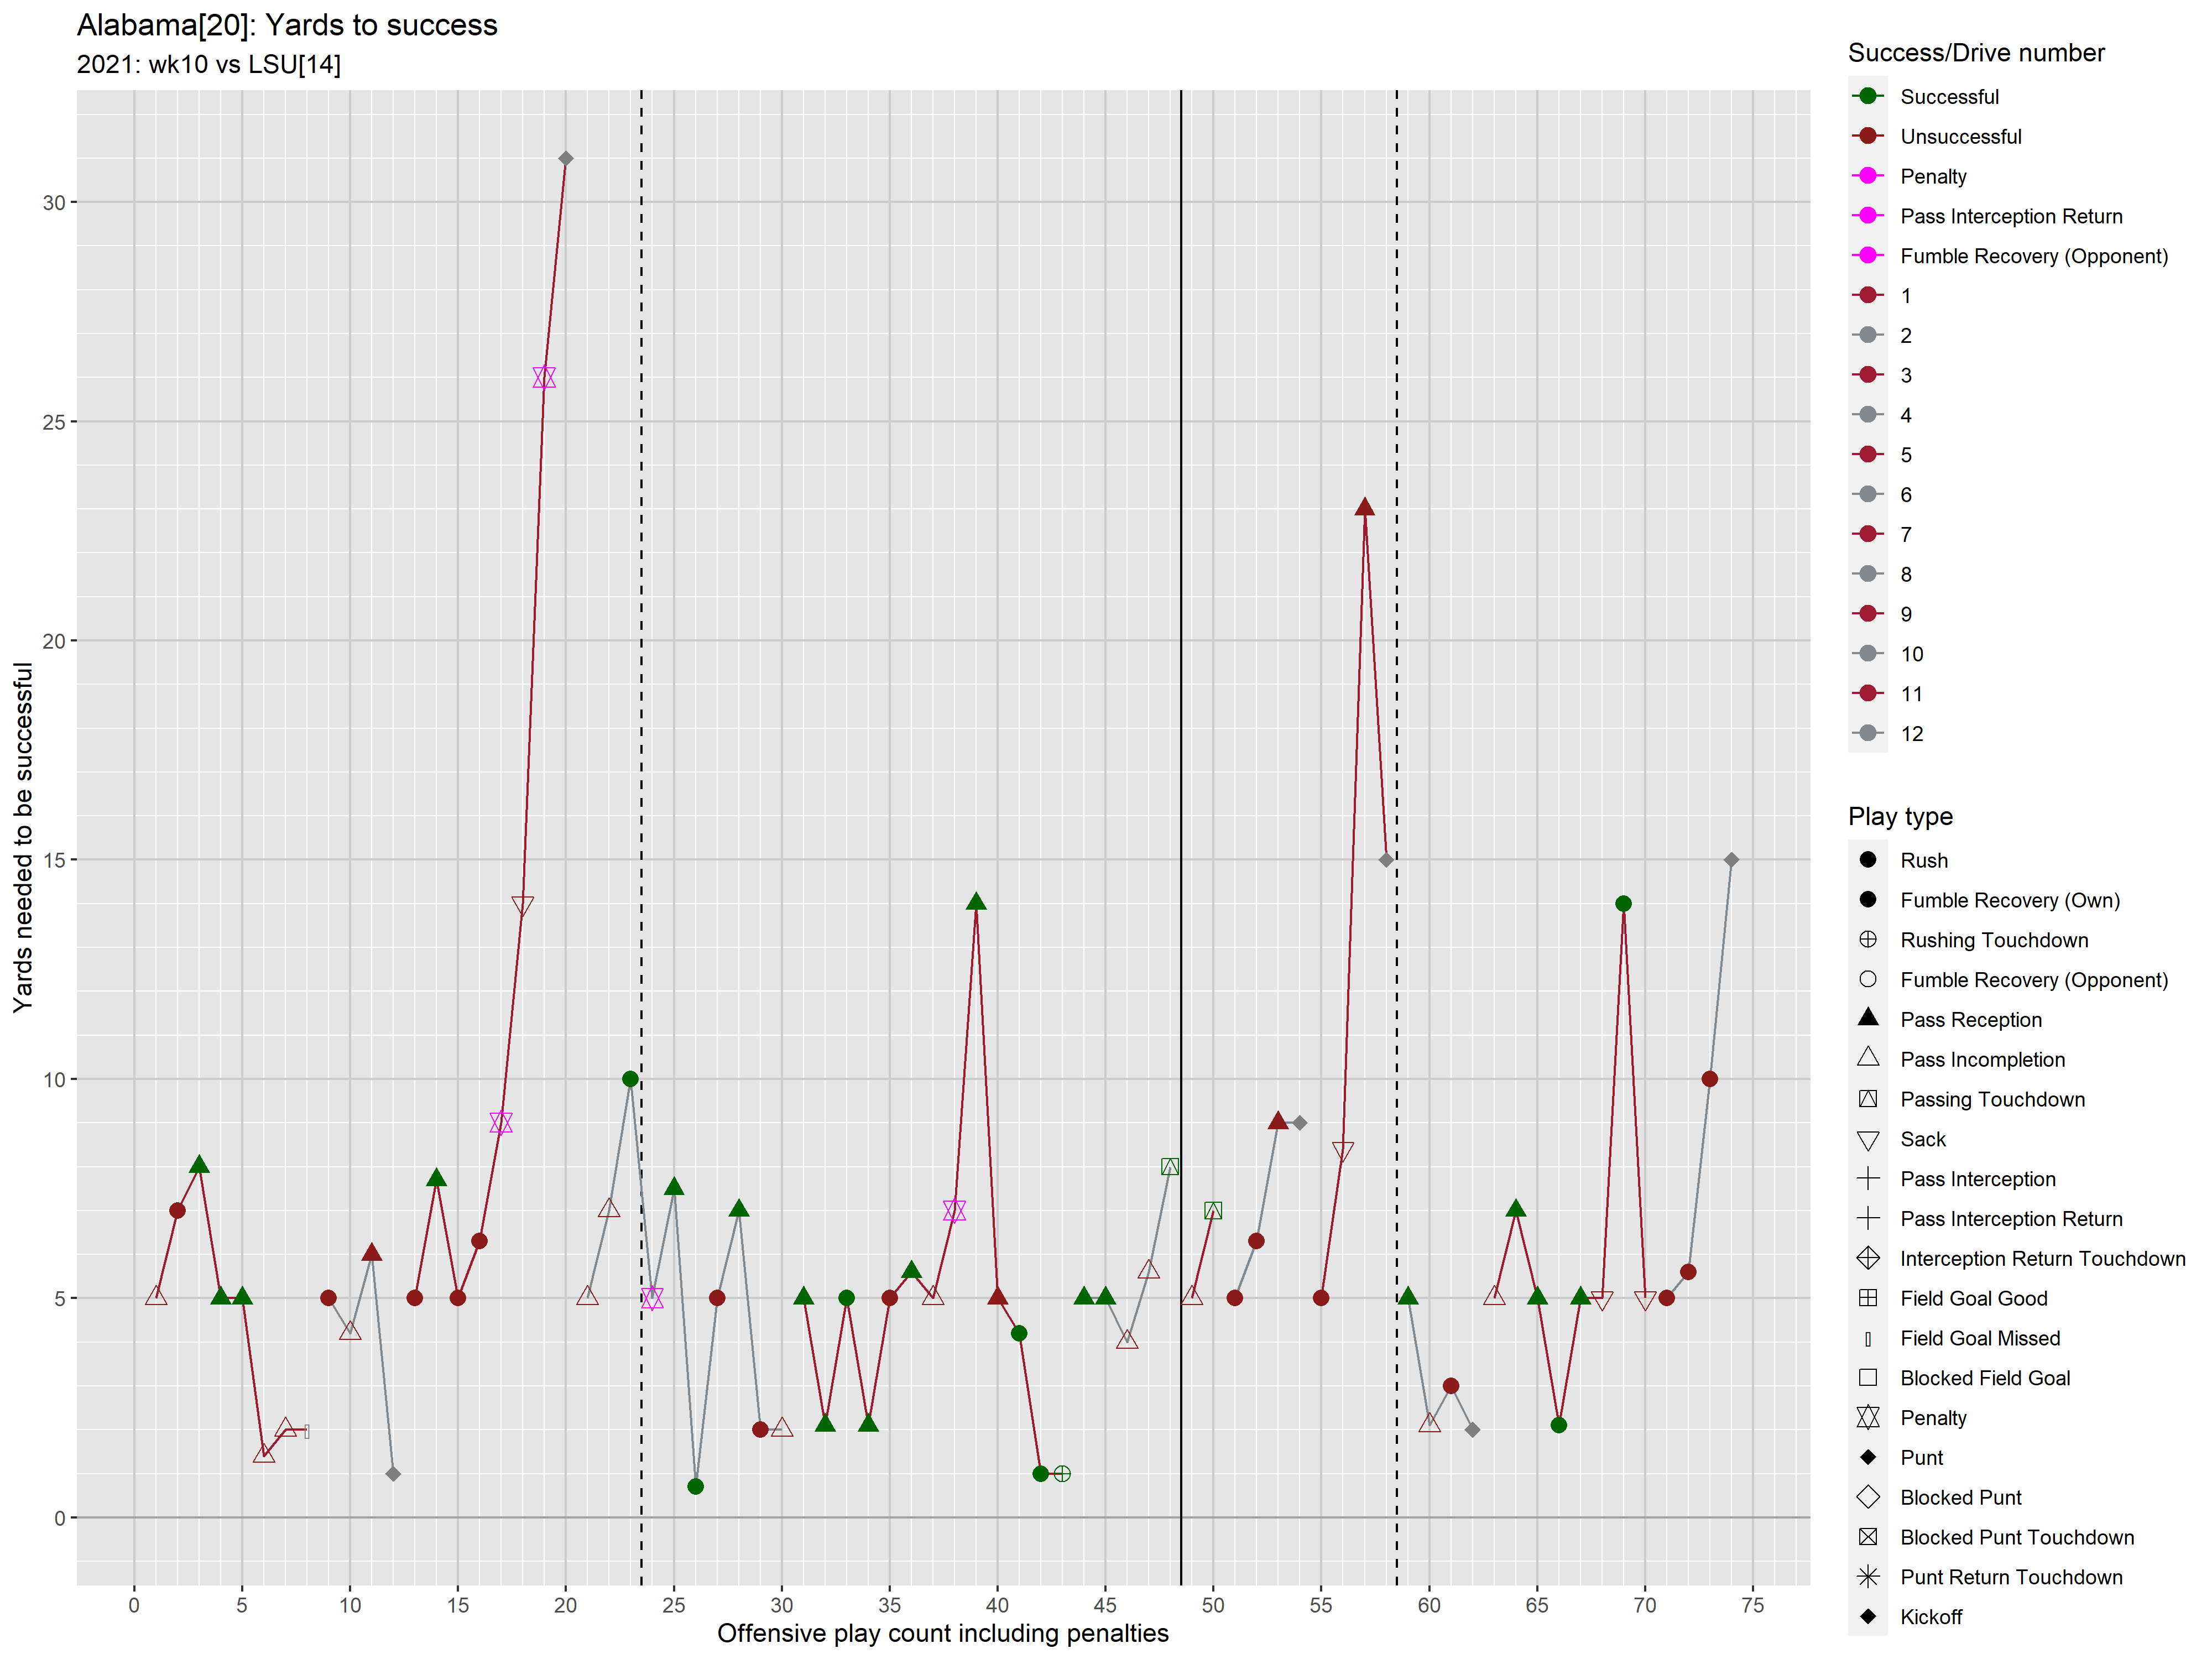 Alabama[20]: Yards to success
2021: wk10 vs LSU[14]
Yards needed to be successful
30
25
20
15
10
5
0
0 5 10 15 20 25 30 35 40 45 50 55 60 65 70 75
Offensive play count including penalties
Success/Drive number
Successful
Unsuccessful
Penalty
Pass Interception Return
Fumble Recovery (Opponent)
1
2
3
4
5
6
7
8
9
10
11
12
Play type
Rush
Fumble Recovery (Own)
Rushing Touchdown
Fumble Recovery (Opponent)
Pass Reception
Pass Incompletion
Passing Touchdown
Sack
Pass Interception
Pass Interception Return
Interception Return Touchdown
Field Goal Good
Field Goal Missed
Blocked Field Goal
Penalty
Punt
Blocked Punt
Blocked Punt Touchdown
Punt Return Touchdown
Kickoff